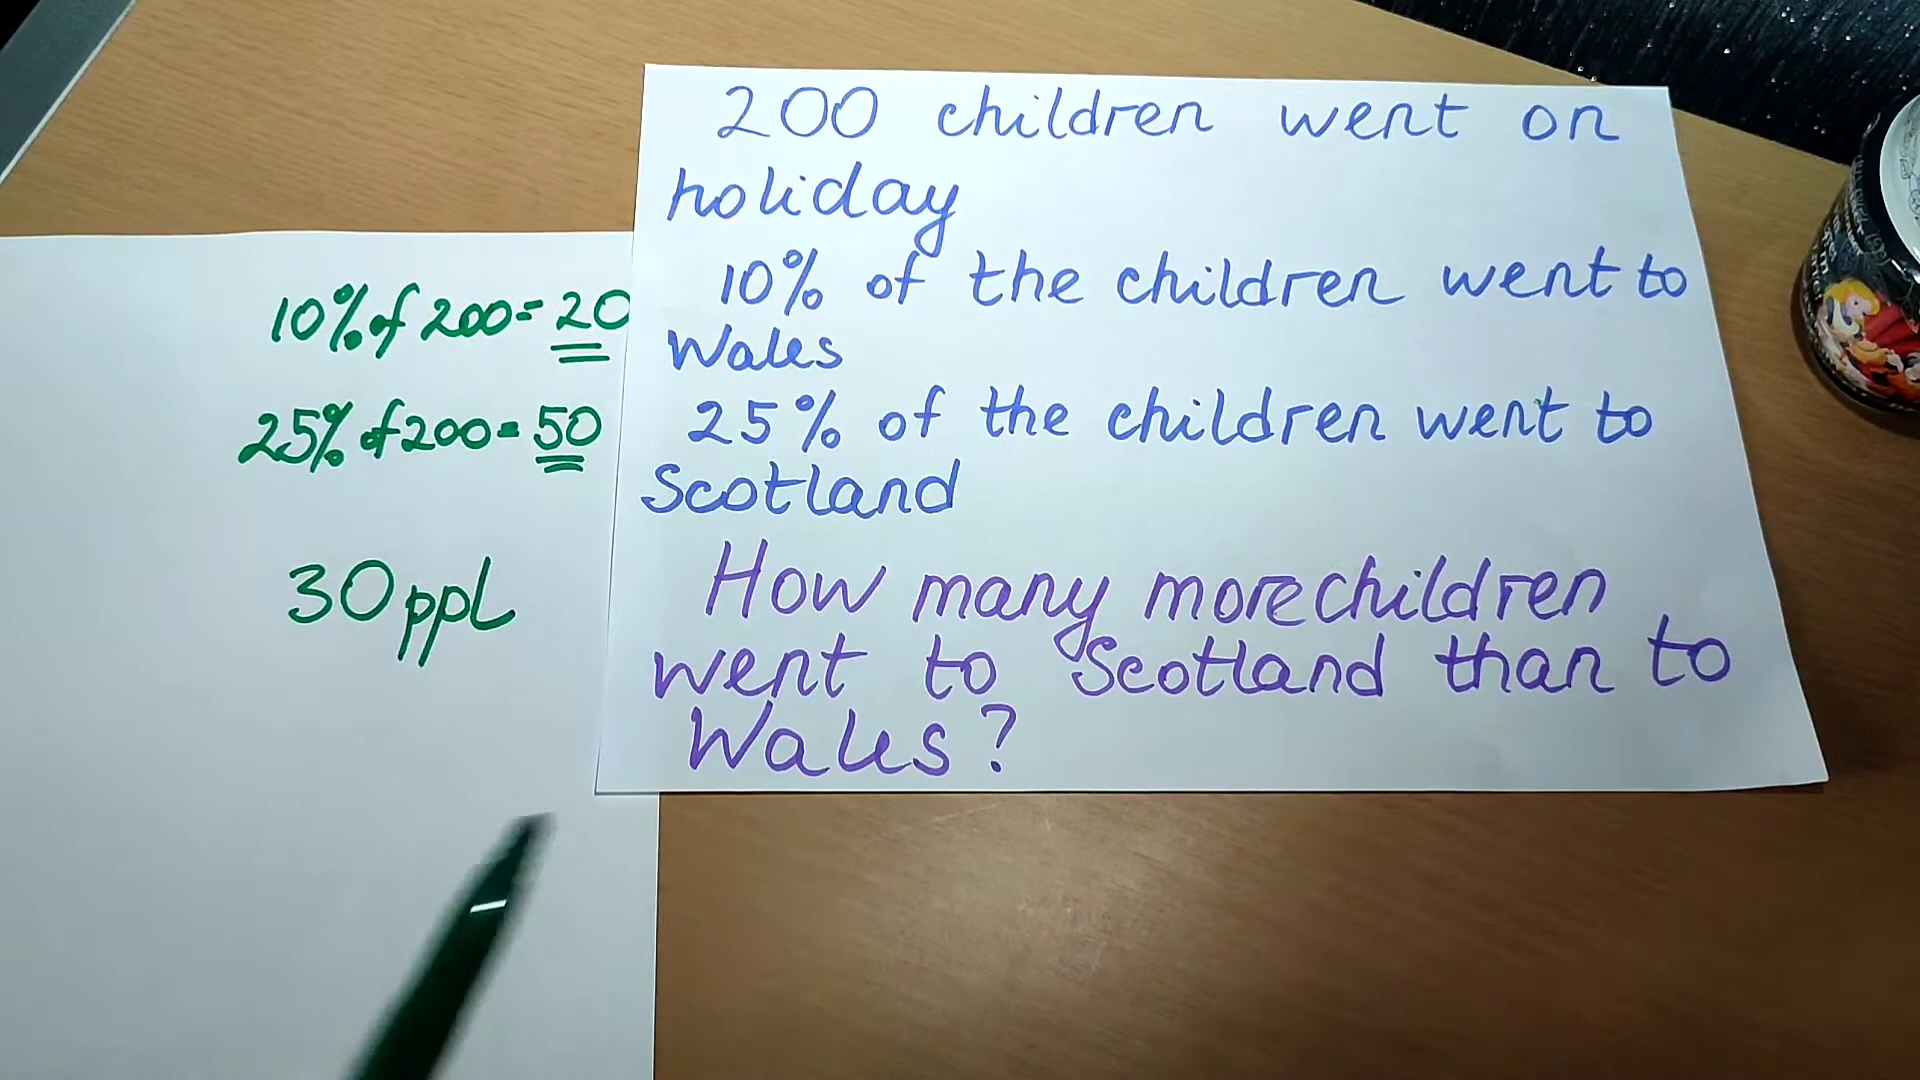 200 children went on
holiday
10% of the children went to
Wales
25% of the children went to
Scotland
How many more children
went to Scotland than to
Wales?
10% of 200 = 20
25% of 200 = 50
30 ppl